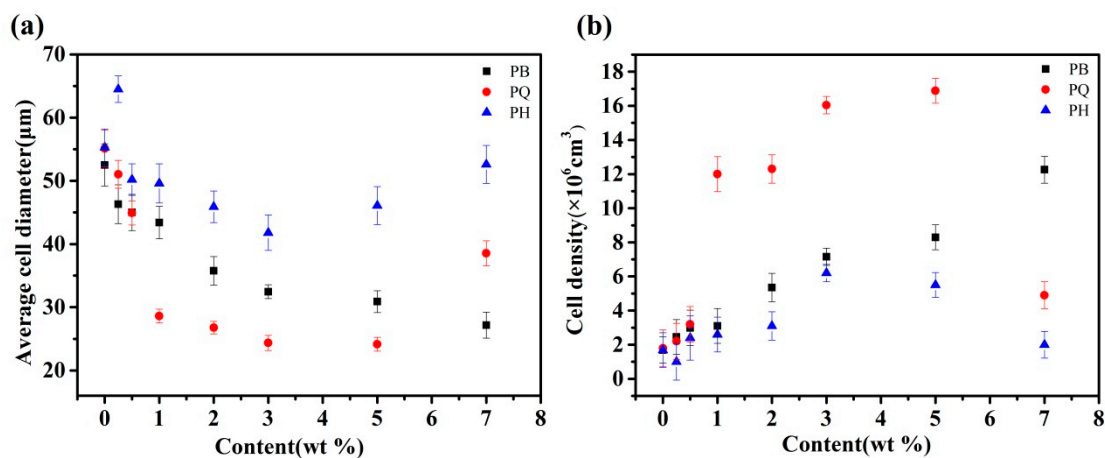 (a)
70
60
50
40
30
20
Average cell diameter(μm)
PB
PQ
PH
0 1 2 3 4 5 6 7 8
Content(wt %)
(b)
18
16
14
12
10
8
6
4
2
0
Cell density(×10⁶cm³)
PB
PQ
PH
0 1 2 3 4 5 6 7 8
Content(wt %)